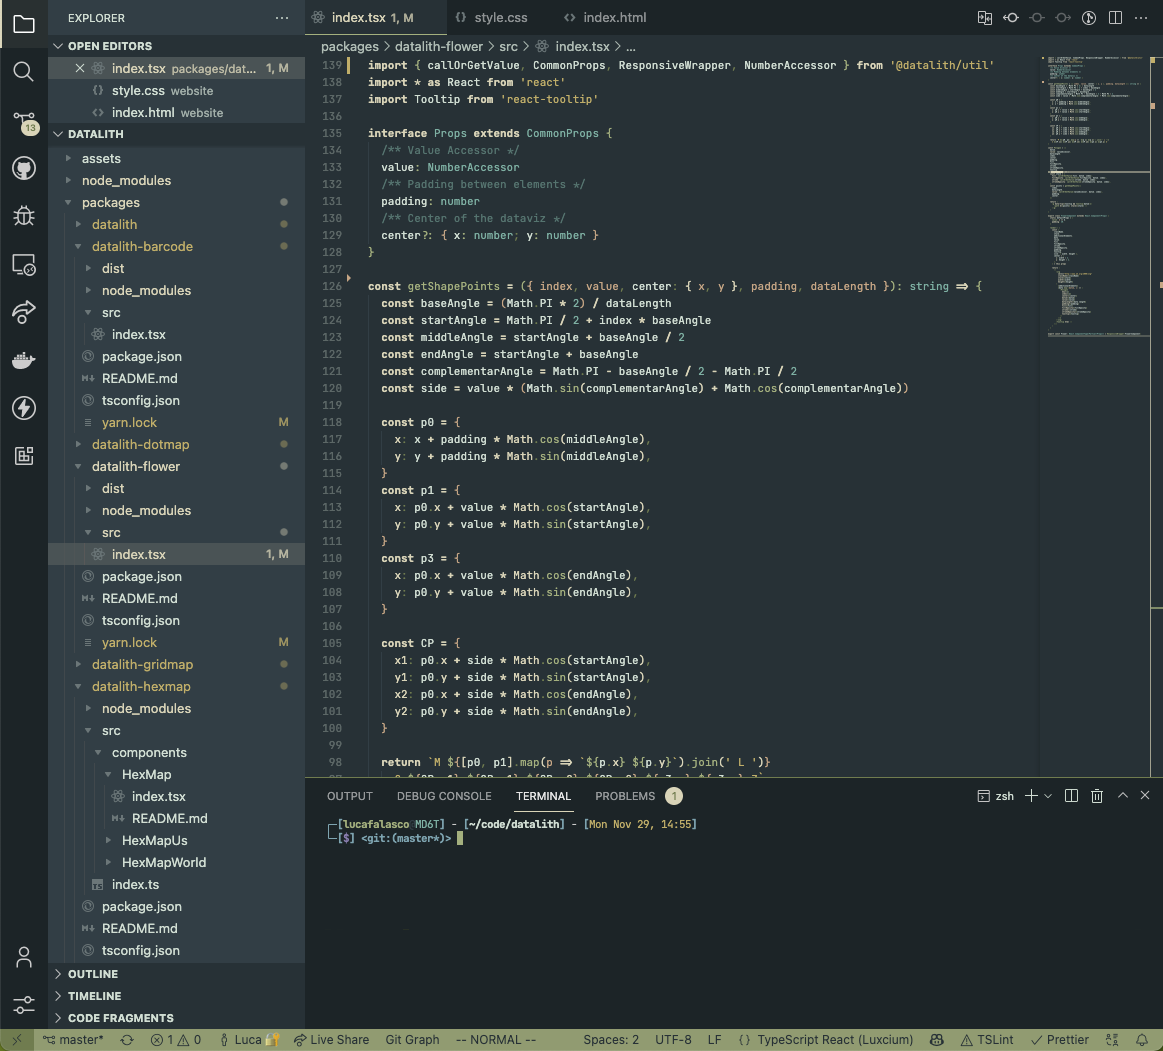 EXPLORER
OPEN EDITORS
index.tsx packages/dat... 1, M
style.css website
index.html website
DATALITH
assets
node_modules
packages
datalith
datalith-barcode
dist
node_modules
src
index.tsx
package.json
README.md
tsconfig.json
yarn.lock M
datalith-dotmap
datalith-flower
dist
node_modules
src
index.tsx 1, M
package.json
README.md
tsconfig.json
yarn.lock M
datalith-gridmap
datalith-hexmap
node_modules
src
components
HexMap
index.tsx
README.md
HexMapUs
HexMapWorld
index.ts
package.json
README.md
tsconfig.json
OUTLINE
TIMELINE
CODE FRAGMENTS
13
index.tsx 1, M style.css index.html
packages > datalith-flower > src > index.tsx > ...
139 import { callOrGetValue, CommonProps, ResponsiveWrapper, NumberAccessor } from '@datalith/util'
138 import * as React from 'react'
137 import Tooltip from 'react-tooltip'
136
135 interface Props extends CommonProps {
134 /** Value Accessor */
133 value: NumberAccessor
132 /** Padding between elements */
131 padding: number
130 /** Center of the dataviz */
129 center?: { x: number; y: number }
128 }
127
126 const getShapePoints = ({ index, value, center: { x, y }, padding, dataLength }): string => {
125 const baseAngle = (Math.PI * 2) / dataLength
124 const startAngle = Math.PI / 2 + index * baseAngle
123 const middleAngle = startAngle + baseAngle / 2
122 const endAngle = startAngle + baseAngle
121 const complementarAngle = Math.PI - baseAngle / 2 - Math.PI / 2
120 const side = value * (Math.sin(complementarAngle) + Math.cos(complementarAngle))
119
118 const p0 = {
117 x: x + padding * Math.cos(middleAngle),
116 y: y + padding * Math.sin(middleAngle),
115 }
114 const p1 = {
113 x: p0.x + value * Math.cos(startAngle),
112 y: p0.y + value * Math.sin(startAngle),
111 }
110 const p3 = {
109 x: p0.x + value * Math.cos(endAngle),
108 y: p0.y + value * Math.sin(endAngle),
107 }
106
105 const CP = {
104 x1: p0.x + side * Math.cos(startAngle),
103 y1: p0.y + side * Math.sin(startAngle),
102 x2: p0.x + side * Math.cos(endAngle),
101 y2: p0.y + side * Math.sin(endAngle),
100 }
99
98 return `M ${[p0, p1].map(p => `${p.x} ${p.y}`).join(' L ')}
OUTPUT DEBUG CONSOLE TERMINAL PROBLEMS 1 zsh
[lucafalasco MD6T] - [~/code/datalith] - [Mon Nov 29, 14:55]
[$] <git:(master*)>
master* 1 0 Luca Live Share Git Graph -- NORMAL -- Spaces: 2 UTF-8 LF { } TypeScript React (Luxcium) TSLint Prettier